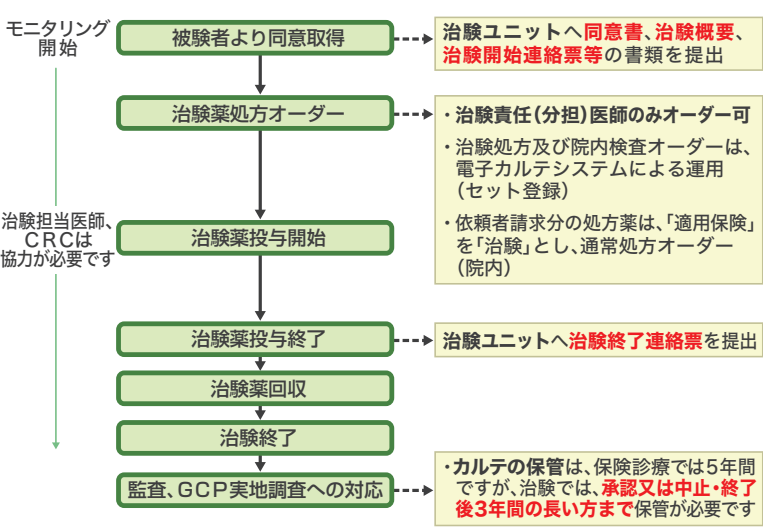 モニタリング
開始
被験者より同意取得
治験ユニットへ同意書、治験概要、
治験開始連絡票等の書類を提出
治験薬処方オーダー
・治験責任（分担）医師のみオーダー可
・治験処方及び院内検査オーダーは、
電子カルテシステムによる運用
（セット登録）
・依頼者請求分の処方薬は、「適用保険」
を「治験」とし、通常処方オーダー
（院内）
治験担当医師、
ＣＲＣは
協力が必要です
治験薬投与開始
治験薬投与終了
治験ユニットへ治験終了連絡票を提出
治験薬回収
治験終了
監査、ＧＣＰ実地調査への対応
・カルテの保管は、保険診療では5年間
ですが、治験では、承認又は中止・終了
後3年間の長い方まで保管が必要です